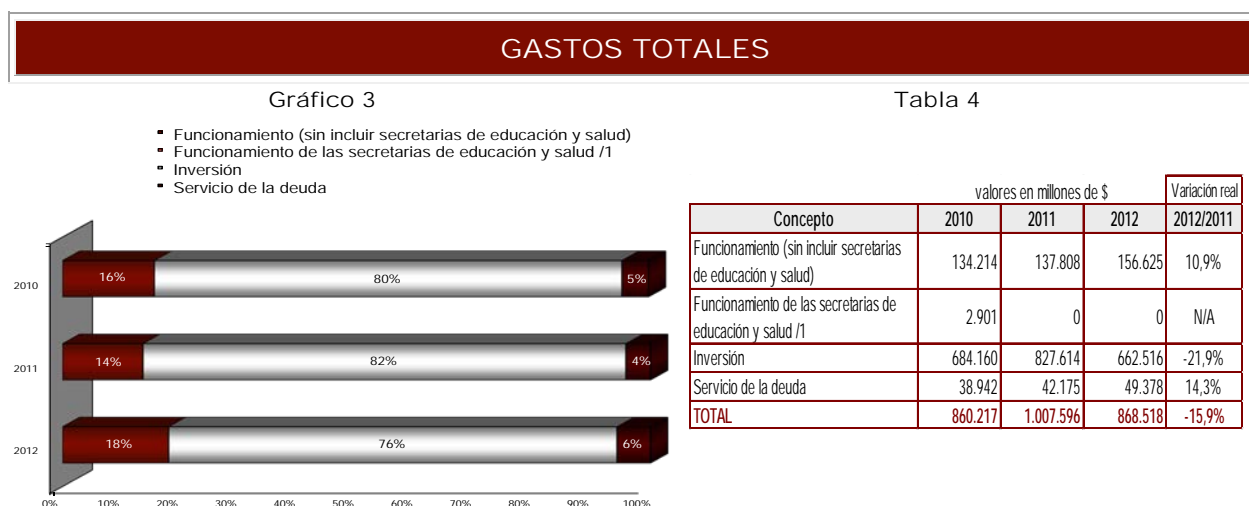 GASTOS TOTALES
Gráfico 3
▪ Funcionamiento (sin incluir secretarias de educación y salud)
▪ Funcionamiento de las secretarias de educación y salud /1
▪ Inversión
▪ Servicio de la deuda
2010 16% 80% 5%
2011 14% 82% 4%
2012 18% 76% 6%
0% 10% 20% 30% 40% 50% 60% 70% 80% 90% 100%
Tabla 4
valores en millones de $ Variación real
Concepto 2010 2011 2012 2012/2011
Funcionamiento (sin incluir secretarias
de educación y salud) 134.214 137.808 156.625 10,9%
Funcionamiento de las secretarias de
educación y salud /1 2.901 0 0 N/A
Inversión 684.160 827.614 662.516 -21,9%
Servicio de la deuda 38.942 42.175 49.378 14,3%
TOTAL 860.217 1.007.596 868.518 -15,9%